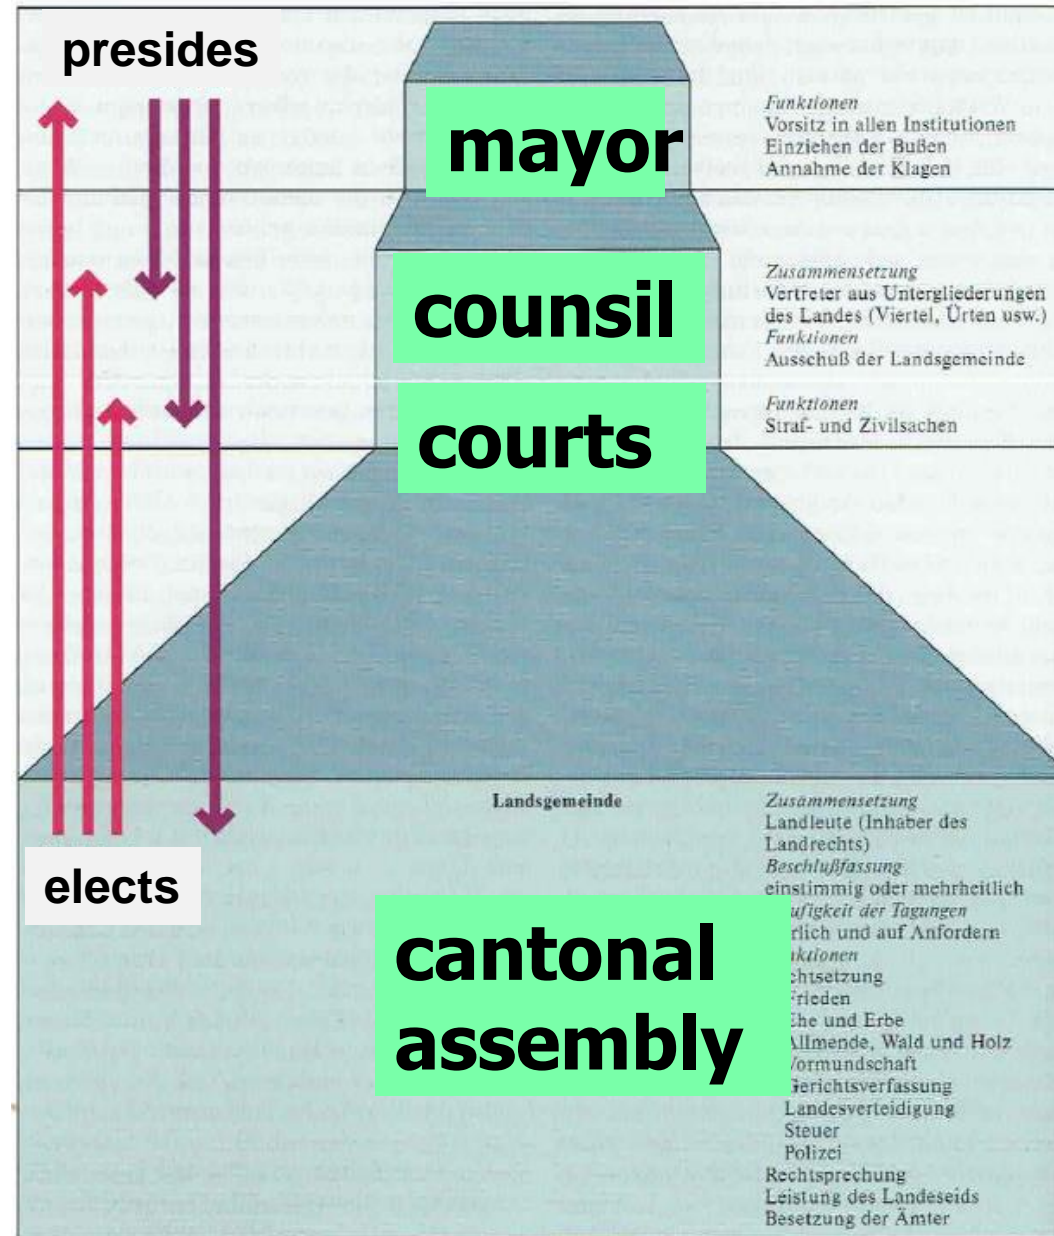 presides
mayor
Funktionen
Vorsitz in allen Institutionen
Einziehen der Bußen
Annahme der Klagen
counsil
Zusammensetzung
Vertreter aus Untergliederungen
des Landes (Viertel, Ürten usw.)
Funktionen
Ausschuß der Landsgemeinde
courts
Funktionen
Straf- und Zivilsachen
elects
Landsgemeinde
cantonal
assembly
Zusammensetzung
Landleute (Inhaber des
Landrechts)
Beschlußfassung
einstimmig oder mehrheitlich
der Tagungen
und auf Anfordern
Frieden
Ehe und Erbe
Allmende, Wald und Holz
Vormundschaft
Gerichtsverfassung
Landesverteidigung
Steuer
Polizei
Rechtsprechung
Leistung des Landeseids
Besetzung der Ämter